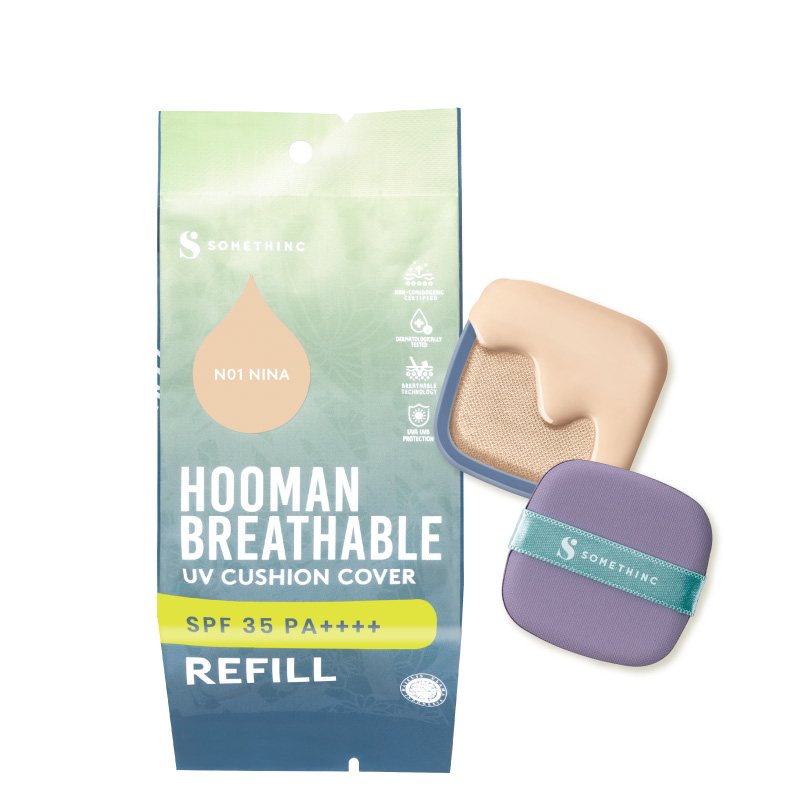 SOMETHINC
N01 NINA
NON-COMEDOGENIC
CERTIFIED
DERMATOLOGICALLY
TESTED
BREATHABLE
TECHNOLOGY
UVA UVB
PROTECTION
HOOMAN
BREATHABLE
UV CUSHION COVER
SPF 35 PA++++
REFILL
SOMETHINC